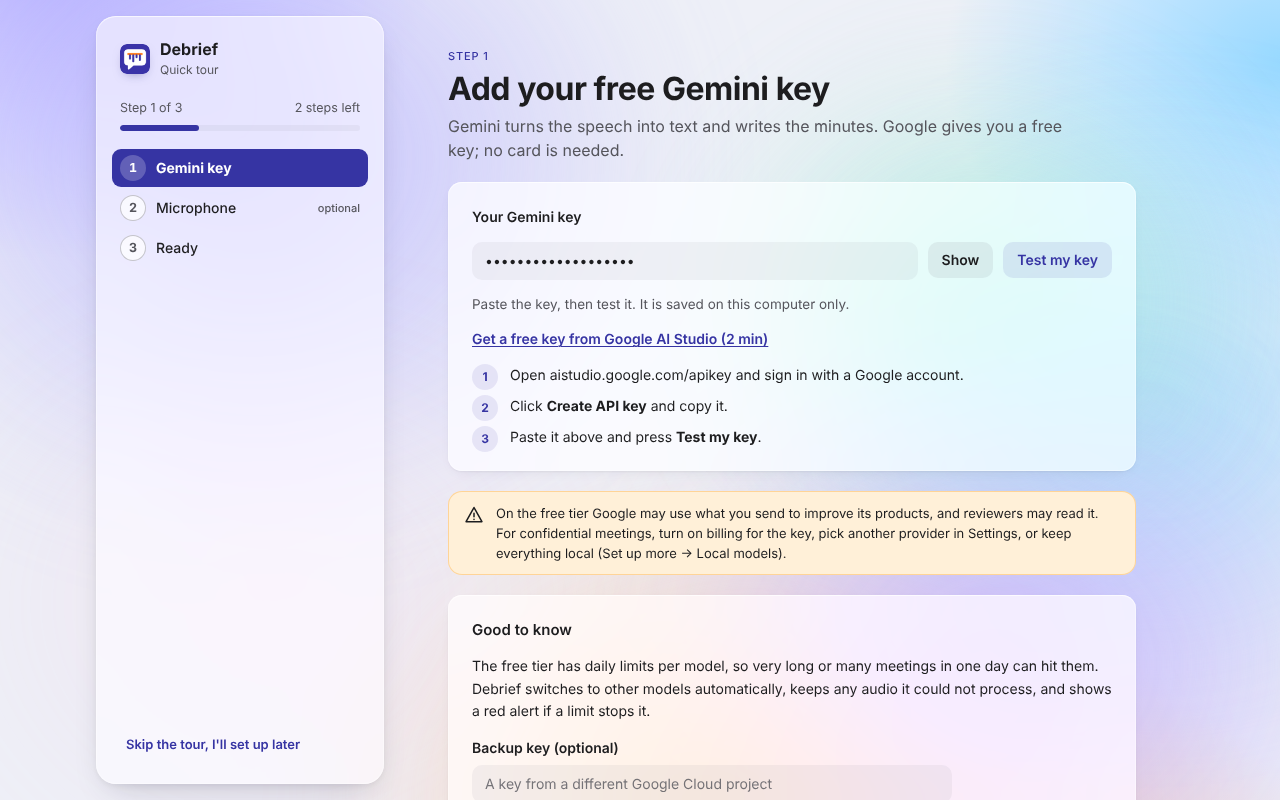 Debrief
Quick tour
Step 1 of 3
2 steps left
1 Gemini key
2 Microphone optional
3 Ready
Skip the tour, I'll set up later
STEP 1
Add your free Gemini key
Gemini turns the speech into text and writes the minutes. Google gives you a free
key; no card is needed.
Your Gemini key
•••••••••••••••••••
Show
Test my key
Paste the key, then test it. It is saved on this computer only.
Get a free key from Google AI Studio (2 min)
1 Open aistudio.google.com/apikey and sign in with a Google account.
2 Click Create API key and copy it.
3 Paste it above and press Test my key.
On the free tier Google may use what you send to improve its products, and reviewers may read it.
For confidential meetings, turn on billing for the key, pick another provider in Settings, or keep
everything local (Set up more → Local models).
Good to know
The free tier has daily limits per model, so very long or many meetings in one day can hit them.
Debrief switches to other models automatically, keeps any audio it could not process, and shows
a red alert if a limit stops it.
Backup key (optional)
A key from a different Google Cloud project